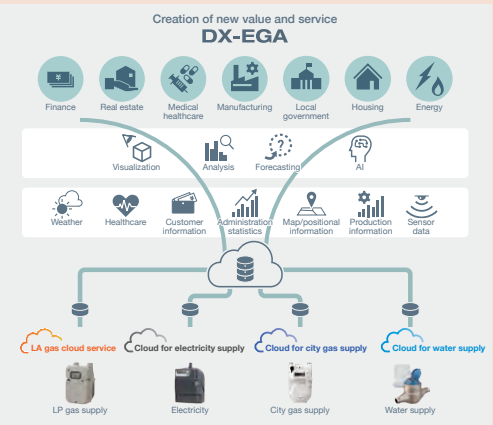 Creation of new value and service
DX-EGA
Finance
Real estate
Medical
healthcare
Manufacturing
Local
government
Housing
Energy
Visualization
Analysis
Forecasting
AI
Weather
Healthcare
Customer
information
Administration
statistics
Map/positional
information
Production
information
Sensor
data
LA gas cloud service
Cloud for electricity supply
Cloud for city gas supply
Cloud for water supply
LP gas supply
Electricity
City gas supply
Water supply